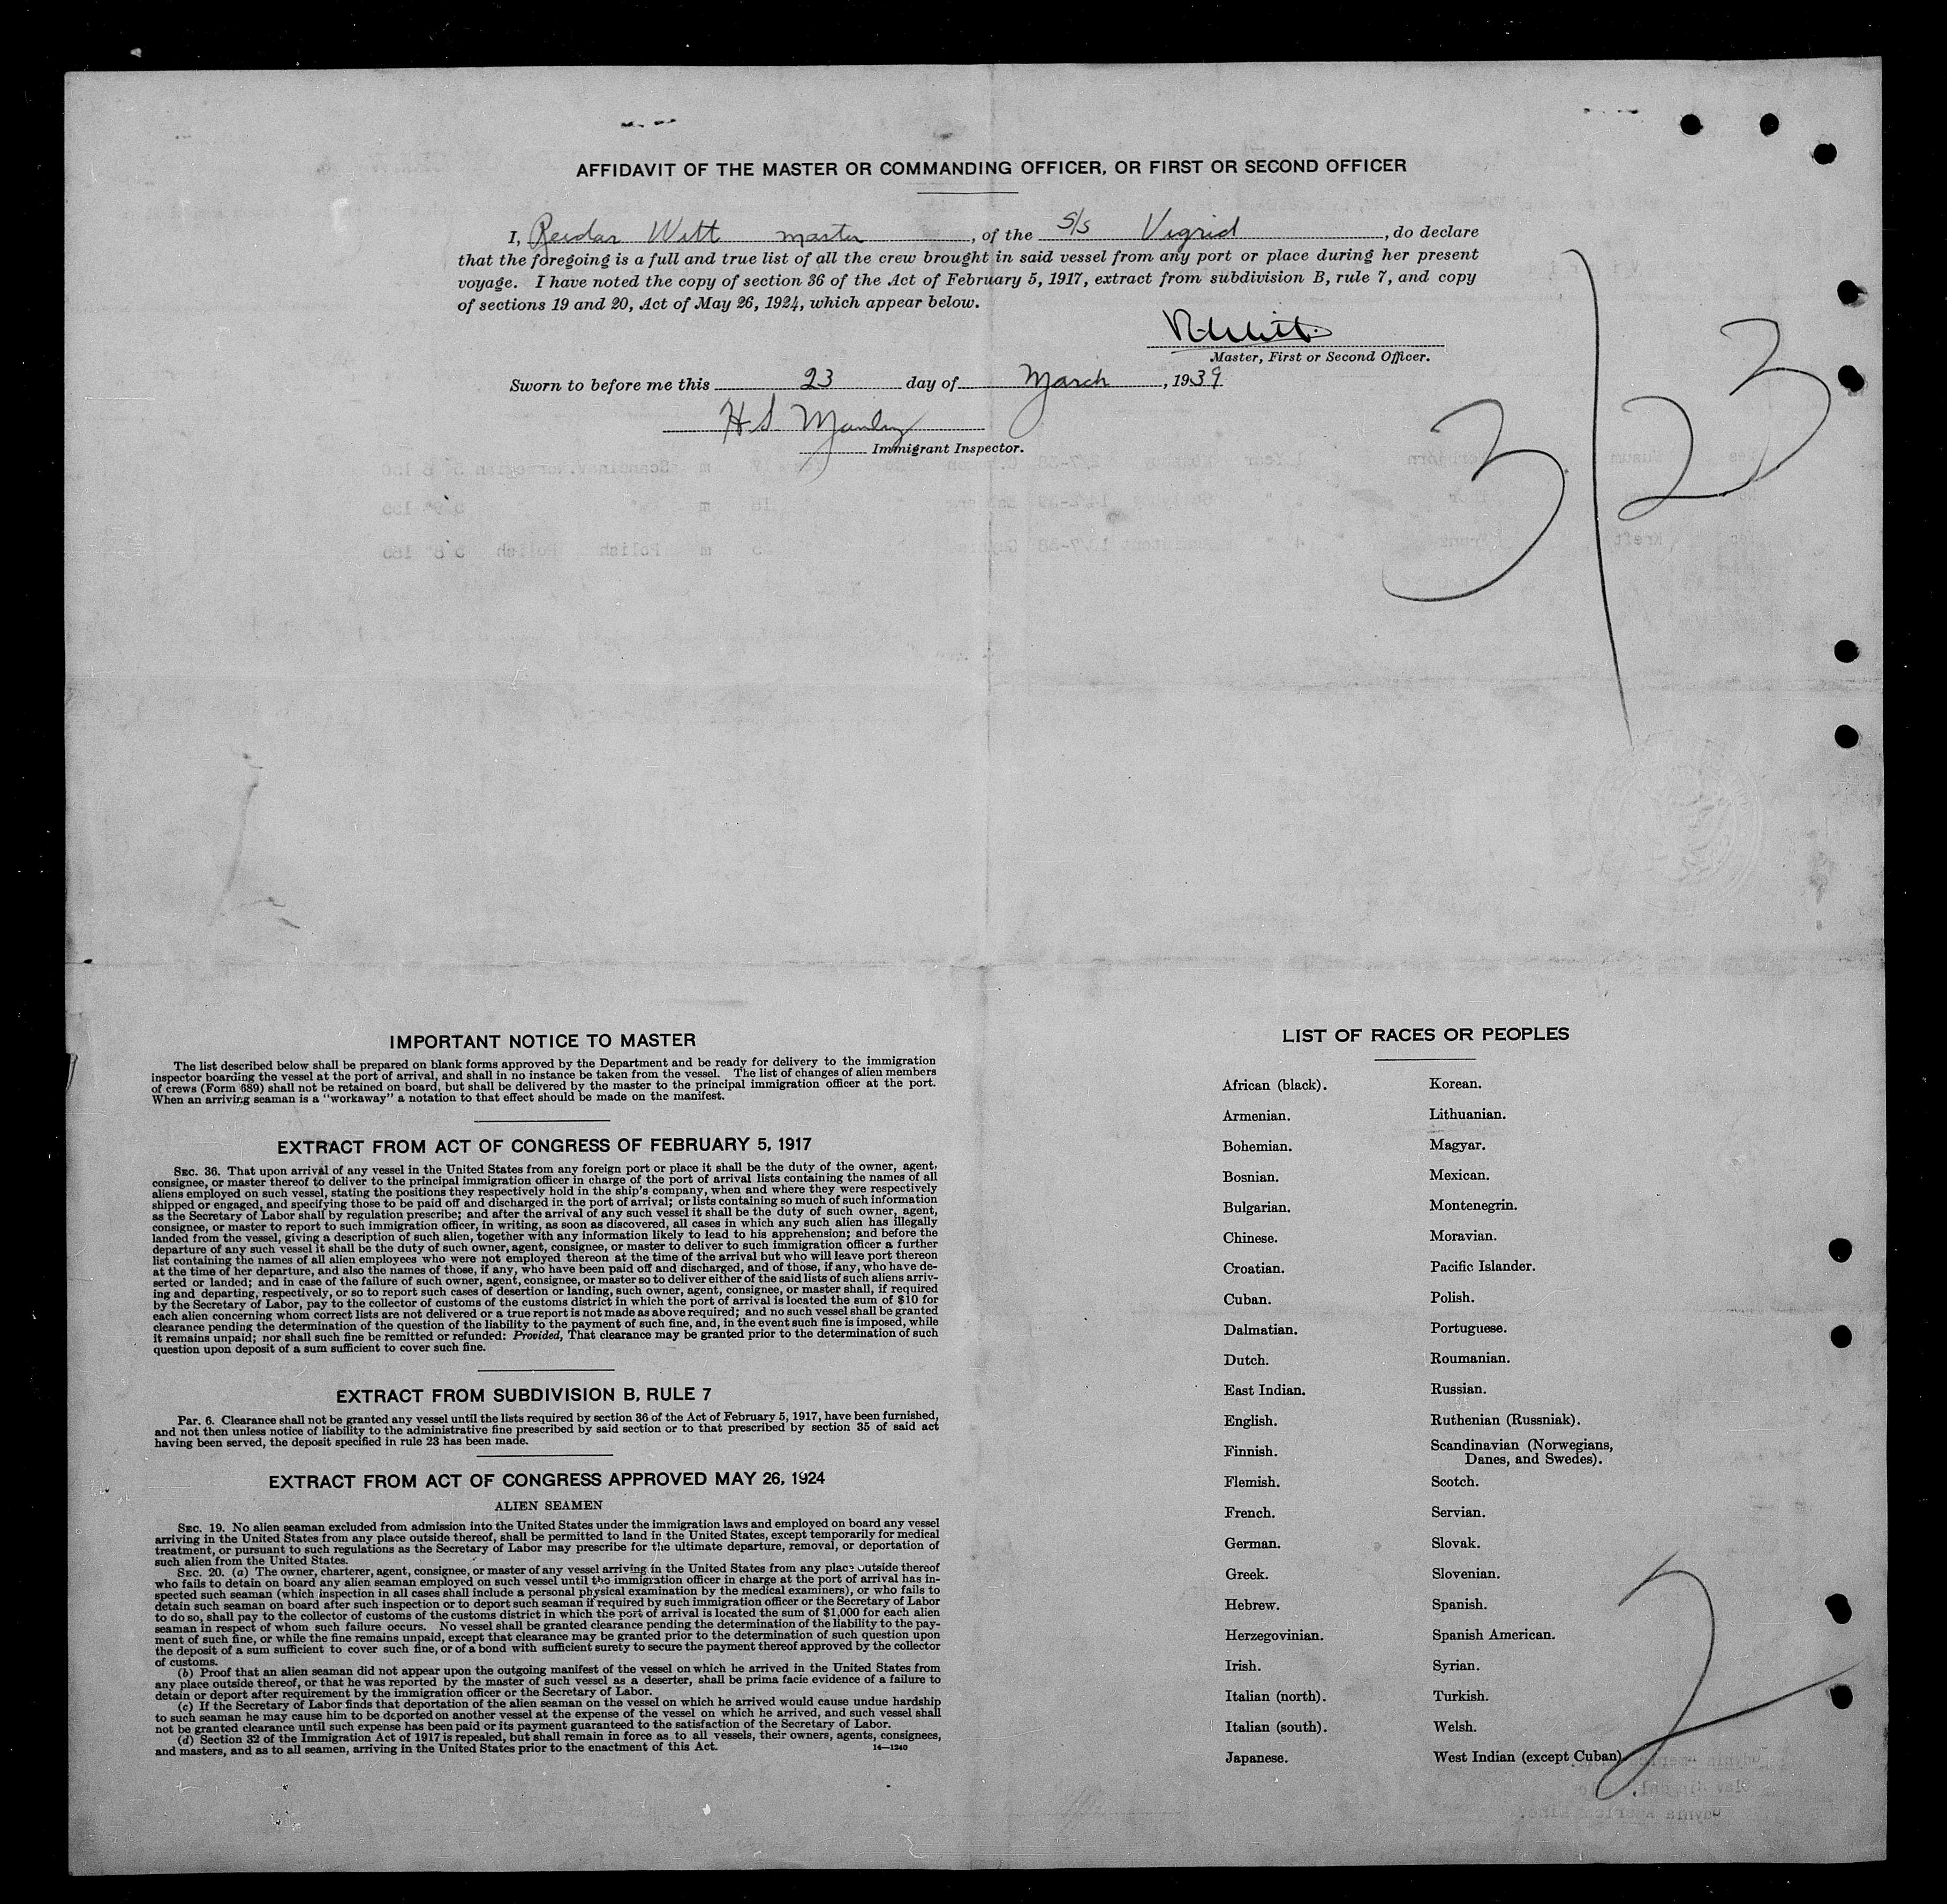 AFFIDAVIT OF THE MASTER OR COMMANDING OFFICER, OR FIRST OR SECOND OFFICER
I, Reidar Witt master, of the S/S Vigrid, do declare
that the foregoing is a full and true list of all the crew brought in said vessel from any port or place during her present
voyage. I have noted the copy of section 36 of the Act of February 5, 1917, extract from subdivision B, rule 7, and copy
of sections 19 and 20, Act of May 26, 1924, which appear below.
R. Witt.
Master, First or Second Officer.
Sworn to before me this 23 day of March, 1939
H S Manley
Immigrant Inspector.
3/23
IMPORTANT NOTICE TO MASTER
The list described below shall be prepared on blank forms approved by the Department and be ready for delivery to the immigration
inspector boarding the vessel at the port of arrival, and shall in no instance be taken from the vessel. The list of changes of alien members
of crews (Form 689) shall not be retained on board, but shall be delivered by the master to the principal immigration officer at the port.
When an arriving seaman is a "workaway" a notation to that effect should be made on the manifest.
EXTRACT FROM ACT OF CONGRESS OF FEBRUARY 5, 1917
SEC. 36. That upon arrival of any vessel in the United States from any foreign port or place it shall be the duty of the owner, agent,
consignee, or master thereof to deliver to the principal immigration officer in charge of the port of arrival lists containing the names of all
aliens employed on such vessel, stating the positions they respectively hold in the ship's company, when and where they were respectively
shipped or engaged, and specifying those to be paid off and discharged in the port of arrival; or lists containing so much of such information
as the Secretary of Labor shall by regulation prescribe; and after the arrival of any such vessel it shall be the duty of such owner, agent,
consignee, or master to report to such immigration officer, in writing, as soon as discovered, all cases in which any such alien has illegally
landed from the vessel, giving a description of such alien, together with any information likely to lead to his apprehension; and before the
departure of any such vessel it shall be the duty of such owner, agent, consignee, or master to deliver to such immigration officer a further
list containing the names of all alien employees who were not employed thereon at the time of the arrival but who will leave port thereon
at the time of her departure, and also the names of those, if any, who have been paid off and discharged, and of those, if any, who have de-
serted or landed; and in case of the failure of such owner, agent, consignee, or master so to deliver either of the said lists of such aliens arriv-
ing and departing, respectively, or so to report such cases of desertion or landing, such owner, agent, consignee, or master shall, if required
by the Secretary of Labor, pay to the collector of customs of the customs district in which the port of arrival is located the sum of $10 for
each alien concerning whom correct lists are not delivered or a true report is not made as above required; and no such vessel shall be granted
clearance pending the determination of the question of the liability to the payment of such fine, and, in the event such fine is imposed, while
it remains unpaid; nor shall such fine be remitted or refunded: Provided, That clearance may be granted prior to the determination of such
question upon deposit of a sum sufficient to cover such fine.
EXTRACT FROM SUBDIVISION B, RULE 7
Par. 6. Clearance shall not be granted any vessel until the lists required by section 36 of the Act of February 5, 1917, have been furnished,
and not then unless notice of liability to the administrative fine prescribed by said section or to that prescribed by section 35 of said act
having been served, the deposit specified in rule 23 has been made.
EXTRACT FROM ACT OF CONGRESS APPROVED MAY 26, 1924
ALIEN SEAMEN
SEC. 19. No alien seaman excluded from admission into the United States under the immigration laws and employed on board any vessel
arriving in the United States from any place outside thereof, shall be permitted to land in the United States, except temporarily for medical
treatment, or pursuant to such regulations as the Secretary of Labor may prescribe for the ultimate departure, removal, or deportation of
such alien from the United States.
SEC. 20. (a) The owner, charterer, agent, consignee, or master of any vessel arriving in the United States from any place outside thereof
who fails to detain on board any alien seaman employed on such vessel until the immigration officer in charge at the port of arrival has in-
spected such seaman (which inspection in all cases shall include a personal physical examination by the medical examiners), or who fails to
detain such seaman on board after such inspection or to deport such seaman if required by such immigration officer or the Secretary of Labor
to do so, shall pay to the collector of customs of the customs district in which the port of arrival is located the sum of $1,000 for each alien
seaman in respect of whom such failure occurs. No vessel shall be granted clearance pending the determination of the liability to the pay-
ment of such fine, or while the fine remains unpaid, except that clearance may be granted prior to the determination of such question upon
the deposit of a sum sufficient to cover such fine, or of a bond with sufficient surety to secure the payment thereof approved by the collector
of customs.
(b) Proof that an alien seaman did not appear upon the outgoing manifest of the vessel on which he arrived in the United States from
any place outside thereof, or that he was reported by the master of such vessel as a deserter, shall be prima facie evidence of a failure to
detain or deport after requirement by the immigration officer or the Secretary of Labor.
(c) If the Secretary of Labor finds that deportation of the alien seaman on the vessel on which he arrived would cause undue hardship
to such seaman he may cause him to be deported on another vessel at the expense of the vessel on which he arrived, and such vessel shall
not be granted clearance until such expense has been paid or its payment guaranteed to the satisfaction of the Secretary of Labor.
(d) Section 32 of the Immigration Act of 1917 is repealed, but shall remain in force as to all vessels, their owners, agents, consignees,
and masters, and as to all seamen, arriving in the United States prior to the enactment of this Act.
14—1240
LIST OF RACES OR PEOPLES
African (black).
Armenian.
Bohemian.
Bosnian.
Bulgarian.
Chinese.
Croatian.
Cuban.
Dalmatian.
Dutch.
East Indian.
English.
Finnish.
Flemish.
French.
German.
Greek.
Hebrew.
Herzegovinian.
Irish.
Italian (north).
Italian (south).
Japanese.
Korean.
Lithuanian.
Magyar.
Mexican.
Montenegrin.
Moravian.
Pacific Islander.
Polish.
Portuguese.
Roumanian.
Russian.
Ruthenian (Russniak).
Scandinavian (Norwegians,
Danes, and Swedes).
Scotch.
Servian.
Slovak.
Slovenian.
Spanish.
Spanish American.
Syrian.
Turkish.
Welsh.
West Indian (except Cuban)
2